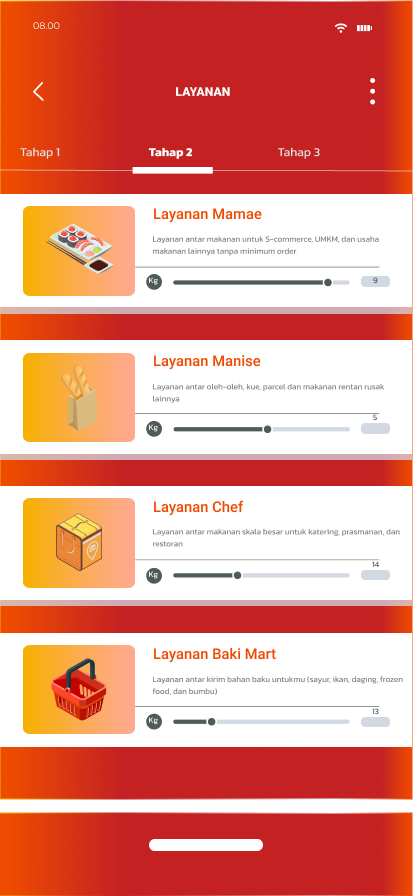 08.00
LAYANAN
Tahap 1
Tahap 2
Tahap 3
Layanan Mamae
Layanan antar makanan untuk S-commerce, UMKM, dan usaha
makanan lainnya tanpa minimum order
Kg
9
Layanan Manise
Layanan antar oleh-oleh, kue, parcel dan makanan rentan rusak
lainnya
Kg
5
Layanan Chef
Layanan antar makanan skala besar untuk katering, prasmanan, dan
restoran
Kg
14
Layanan Baki Mart
Layanan antar kirim bahan baku untukmu (sayur, ikan, daging, frozen
food, dan bumbu)
Kg
13